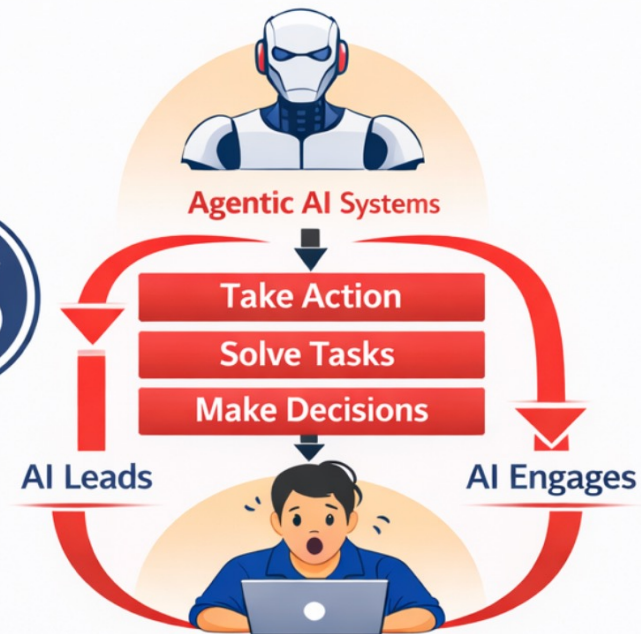 Agentic AI Systems
Take Action
Solve Tasks
Make Decisions
AI Leads
AI Engages